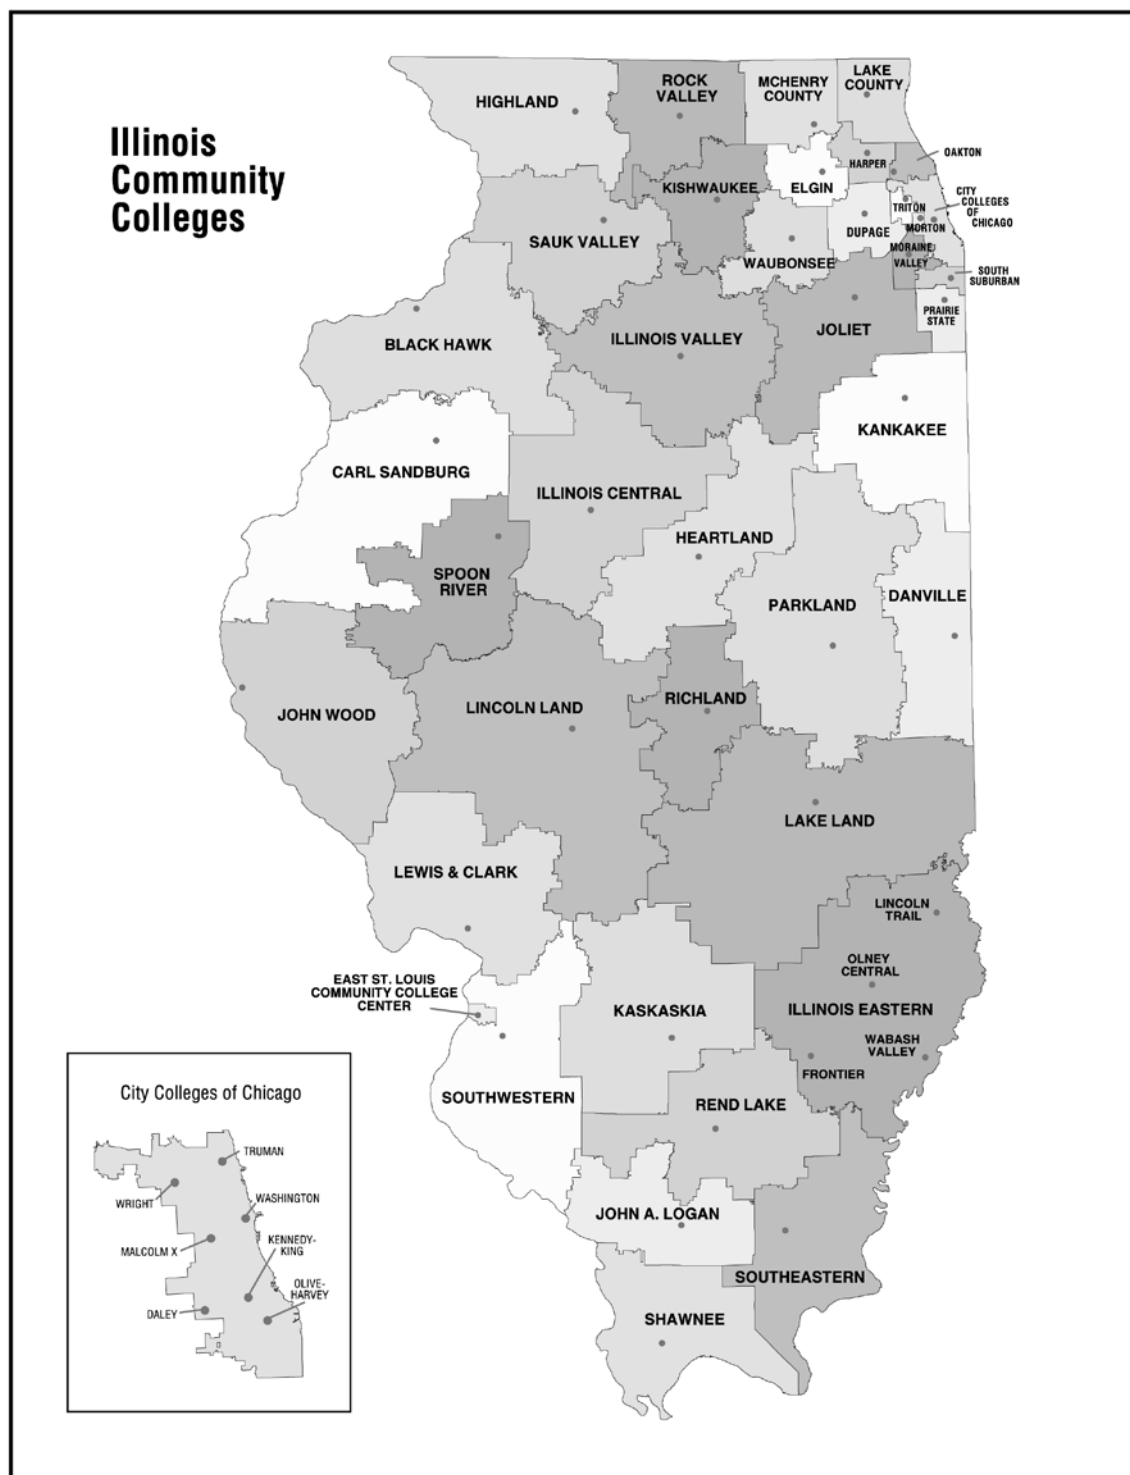 Illinois
Community
Colleges
HIGHLAND
ROCK
VALLEY
MCHENRY
COUNTY
LAKE
COUNTY
KISHWAUKEE
ELGIN
HARPER
OAKTON
SAUK VALLEY
WAUBONSEE
DUPAGE
TRITON
MORTON
CITY
COLLEGES
OF
CHICAGO
MORAINE
VALLEY
SOUTH
SUBURBAN
PRAIRIE
STATE
BLACK HAWK
ILLINOIS VALLEY
JOLIET
KANKAKEE
CARL SANDBURG
ILLINOIS CENTRAL
HEARTLAND
SPOON
RIVER
PARKLAND
DANVILLE
JOHN WOOD
LINCOLN LAND
RICHLAND
LAKE LAND
LEWIS & CLARK
LINCOLN
TRAIL
OLNEY
CENTRAL
ILLINOIS EASTERN
WABASH
VALLEY
FRONTIER
EAST ST. LOUIS
COMMUNITY COLLEGE
CENTER
KASKASKIA
SOUTHWESTERN
REND LAKE
JOHN A. LOGAN
SOUTHEASTERN
SHAWNEE
City Colleges of Chicago
TRUMAN
WRIGHT
WASHINGTON
MALCOLM X
KENNEDY-
KING
OLIVE-
HARVEY
DALEY